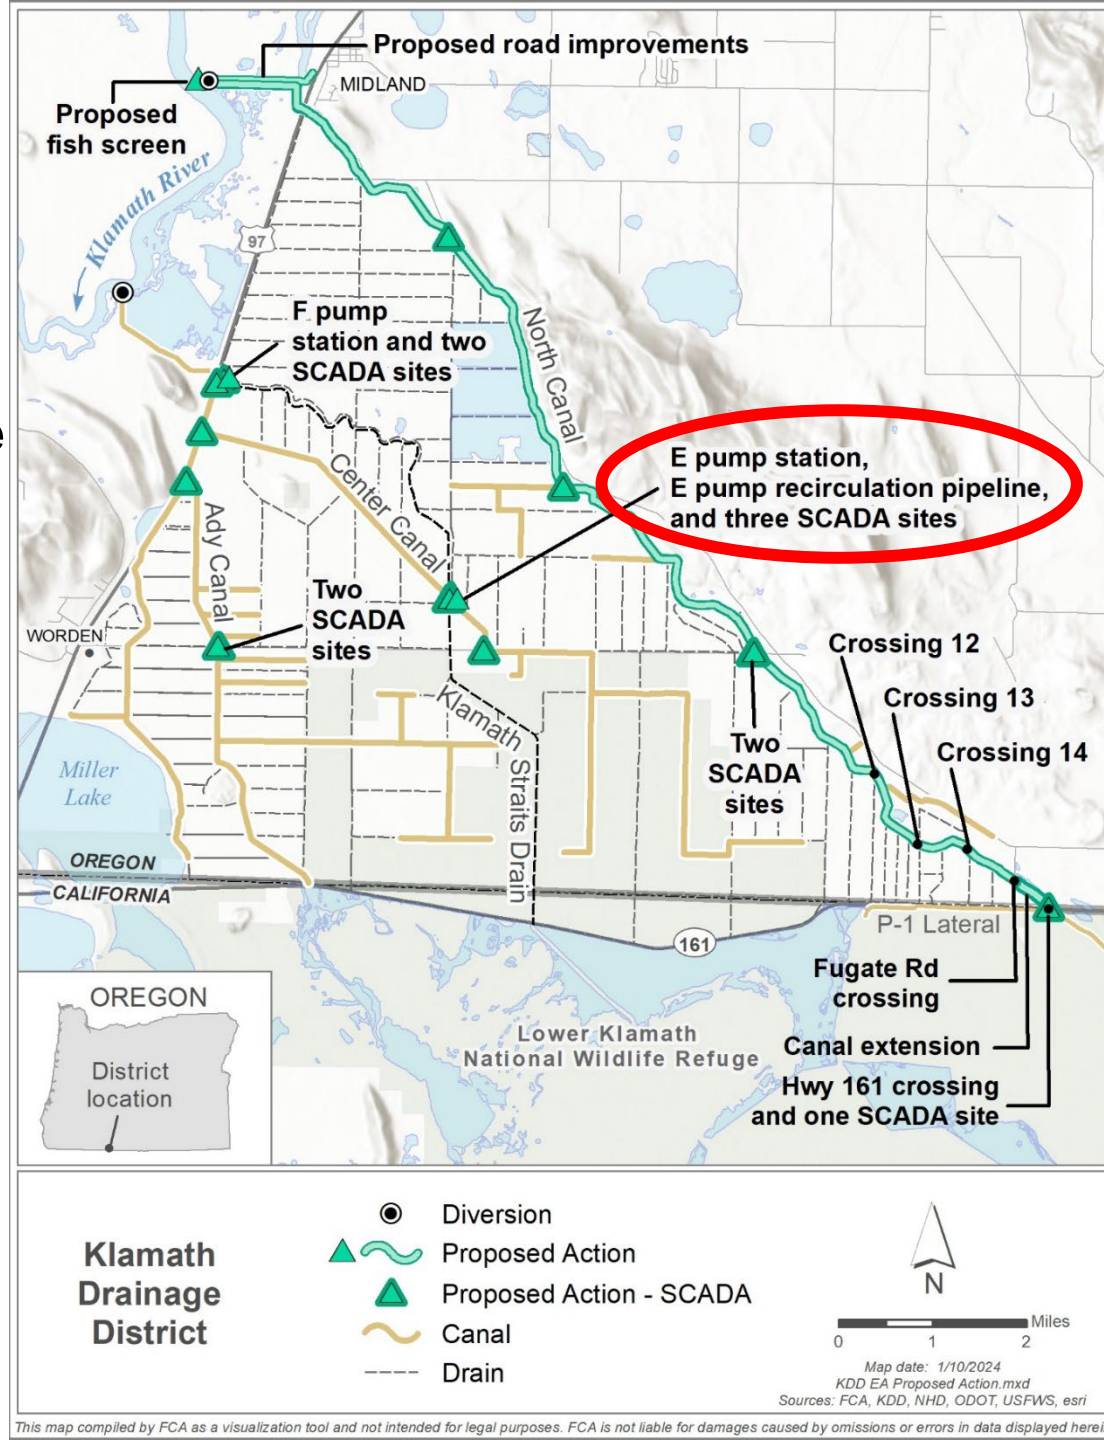 Proposed road improvements
MIDLAND
Proposed
fish screen
Klamath River
97
F pump
station and two
SCADA sites
North Canal
e
E pump station,
E pump recirculation pipeline,
and three SCADA sites
Center Canal
Ady Canal
Two
SCADA
sites
WORDEN
Crossing 12
Crossing 13
Crossing 14
Klamath
Straits Drain
Two
SCADA
sites
Miller
Lake
OREGON
CALIFORNIA
P-1 Lateral
161
Fugate Rd
crossing
Lower Klamath
National Wildlife Refuge
Canal extension
Hwy 161 crossing
and one SCADA site
OREGON
District
location
Klamath
Drainage
District
Diversion
Proposed Action
Proposed Action - SCADA
Canal
Drain
N
Miles
0 1 2
Map date: 1/10/2024
KDD EA Proposed Action.mxd
Sources: FCA, KDD, NHD, ODOT, USFWS, esri
This map compiled by FCA as a visualization tool and not intended for legal purposes. FCA is not liable for damages caused by omissions or errors in data displayed herei